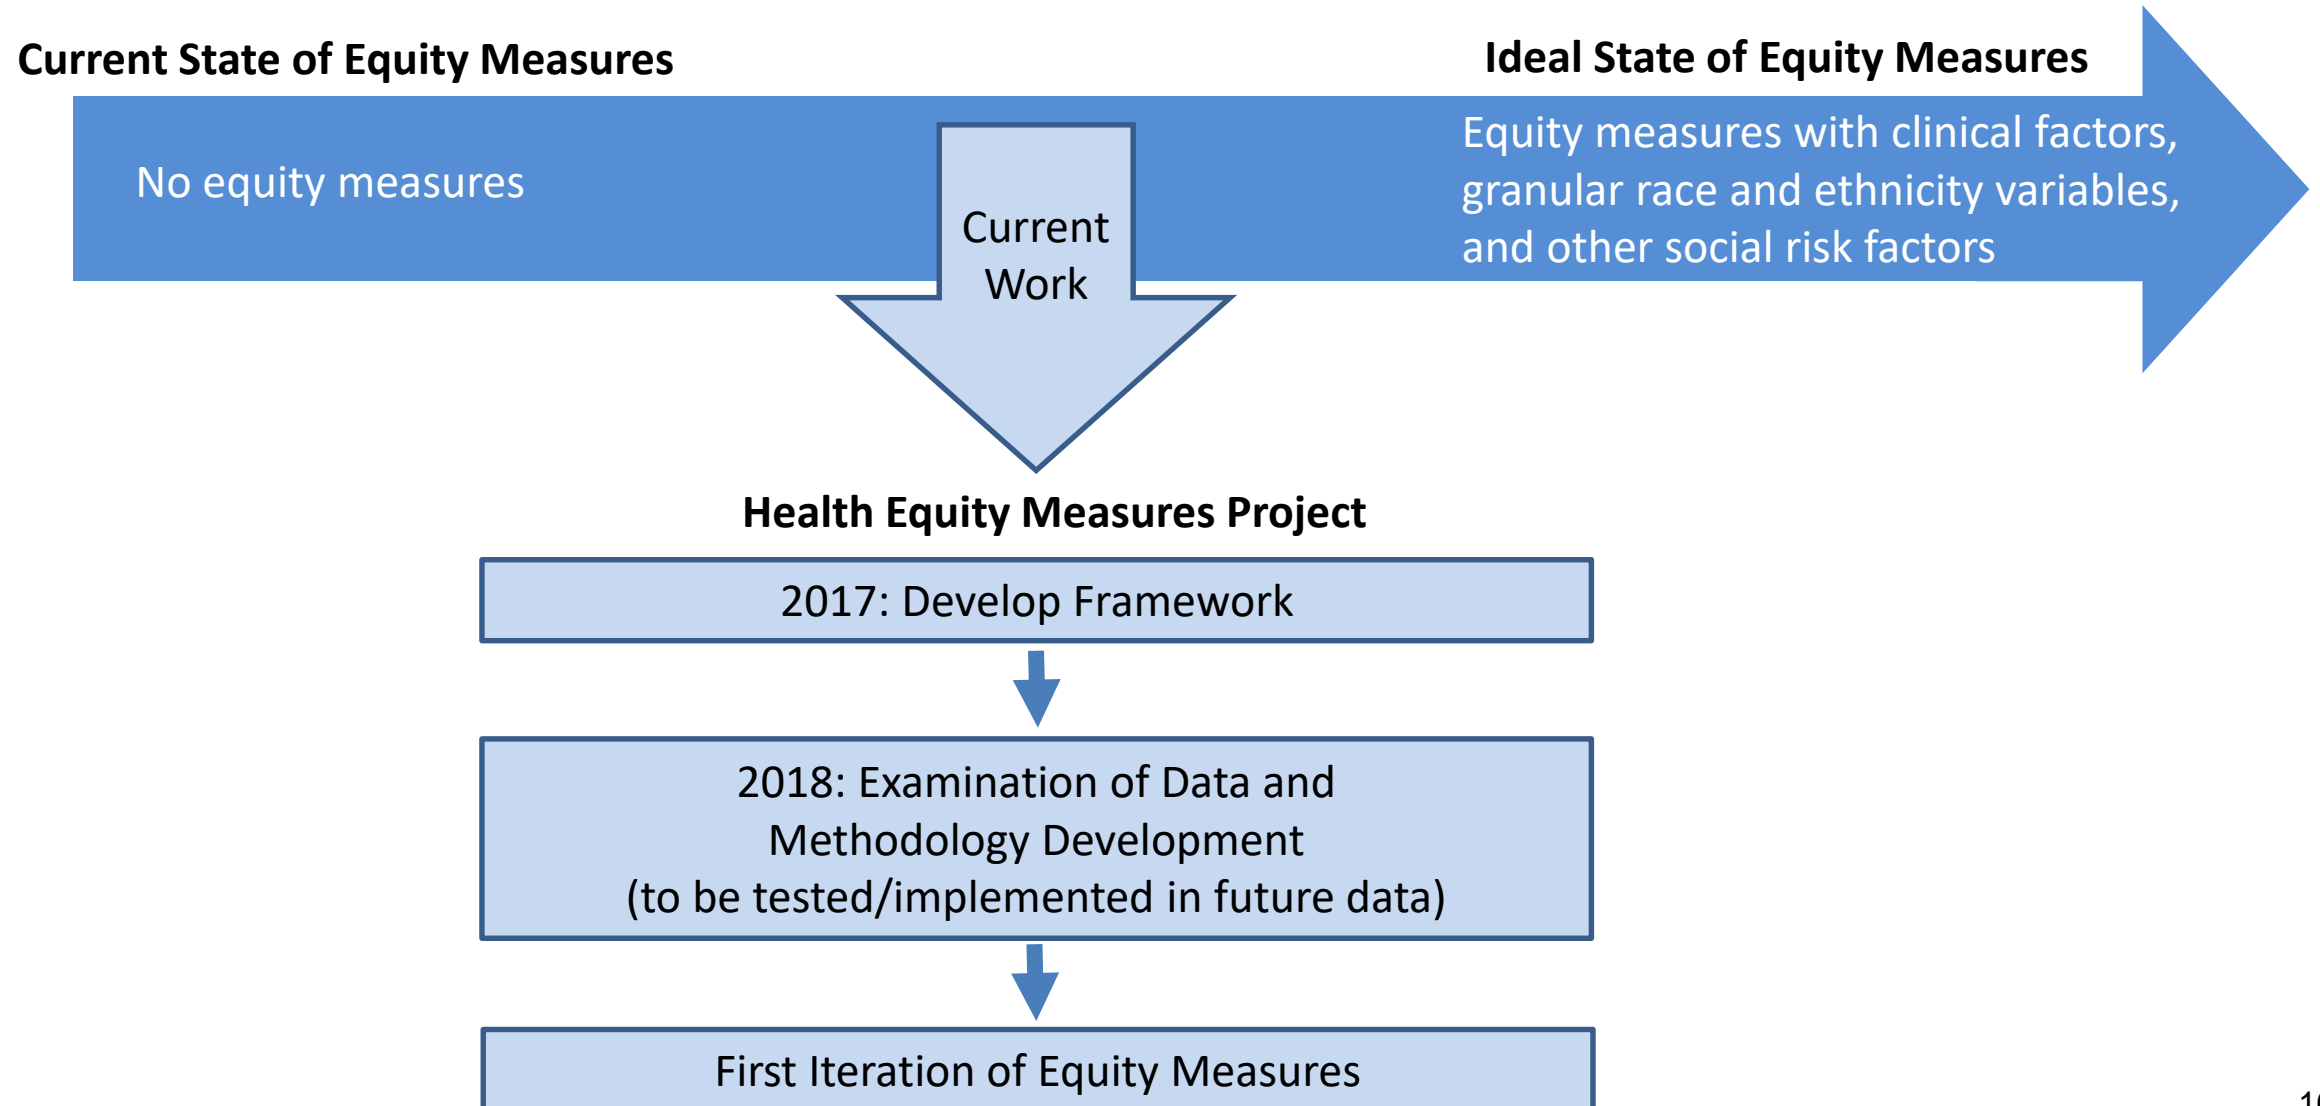 Current State of Equity Measures
Ideal State of Equity Measures
No equity measures
Equity measures with clinical factors,
granular race and ethnicity variables,
and other social risk factors
Current
Work
Health Equity Measures Project
2017: Develop Framework
2018: Examination of Data and
Methodology Development
(to be tested/implemented in future data)
First Iteration of Equity Measures